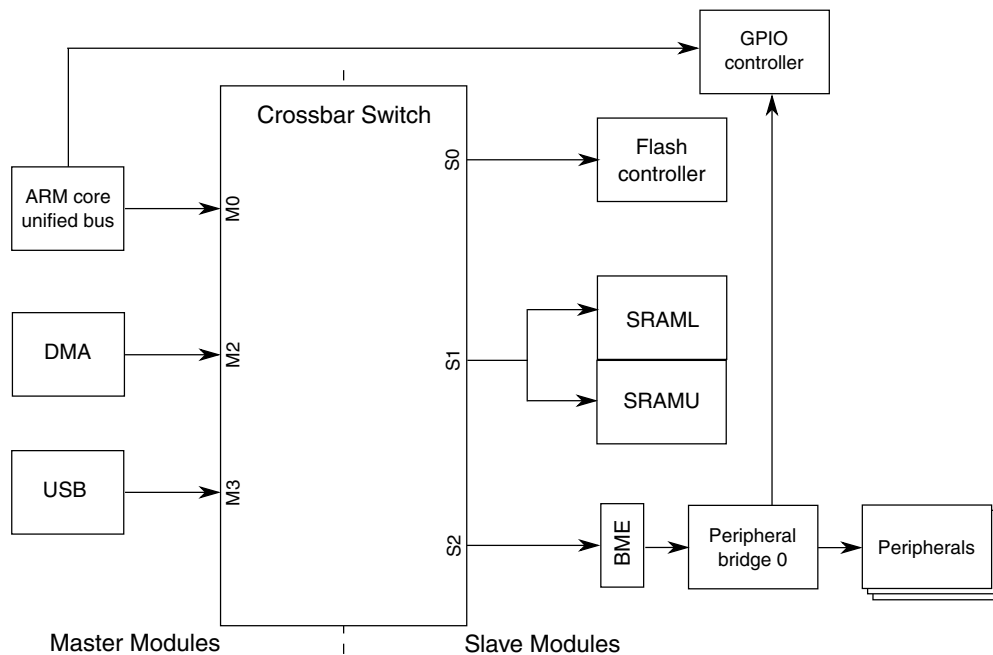 GPIO
controller
Crossbar Switch
S0
Flash
controller
ARM core
unified bus
M0
SRAML
DMA
M2
S1
SRAMU
USB
M3
S2
BME
Peripheral
bridge 0
Peripherals
Master Modules
Slave Modules